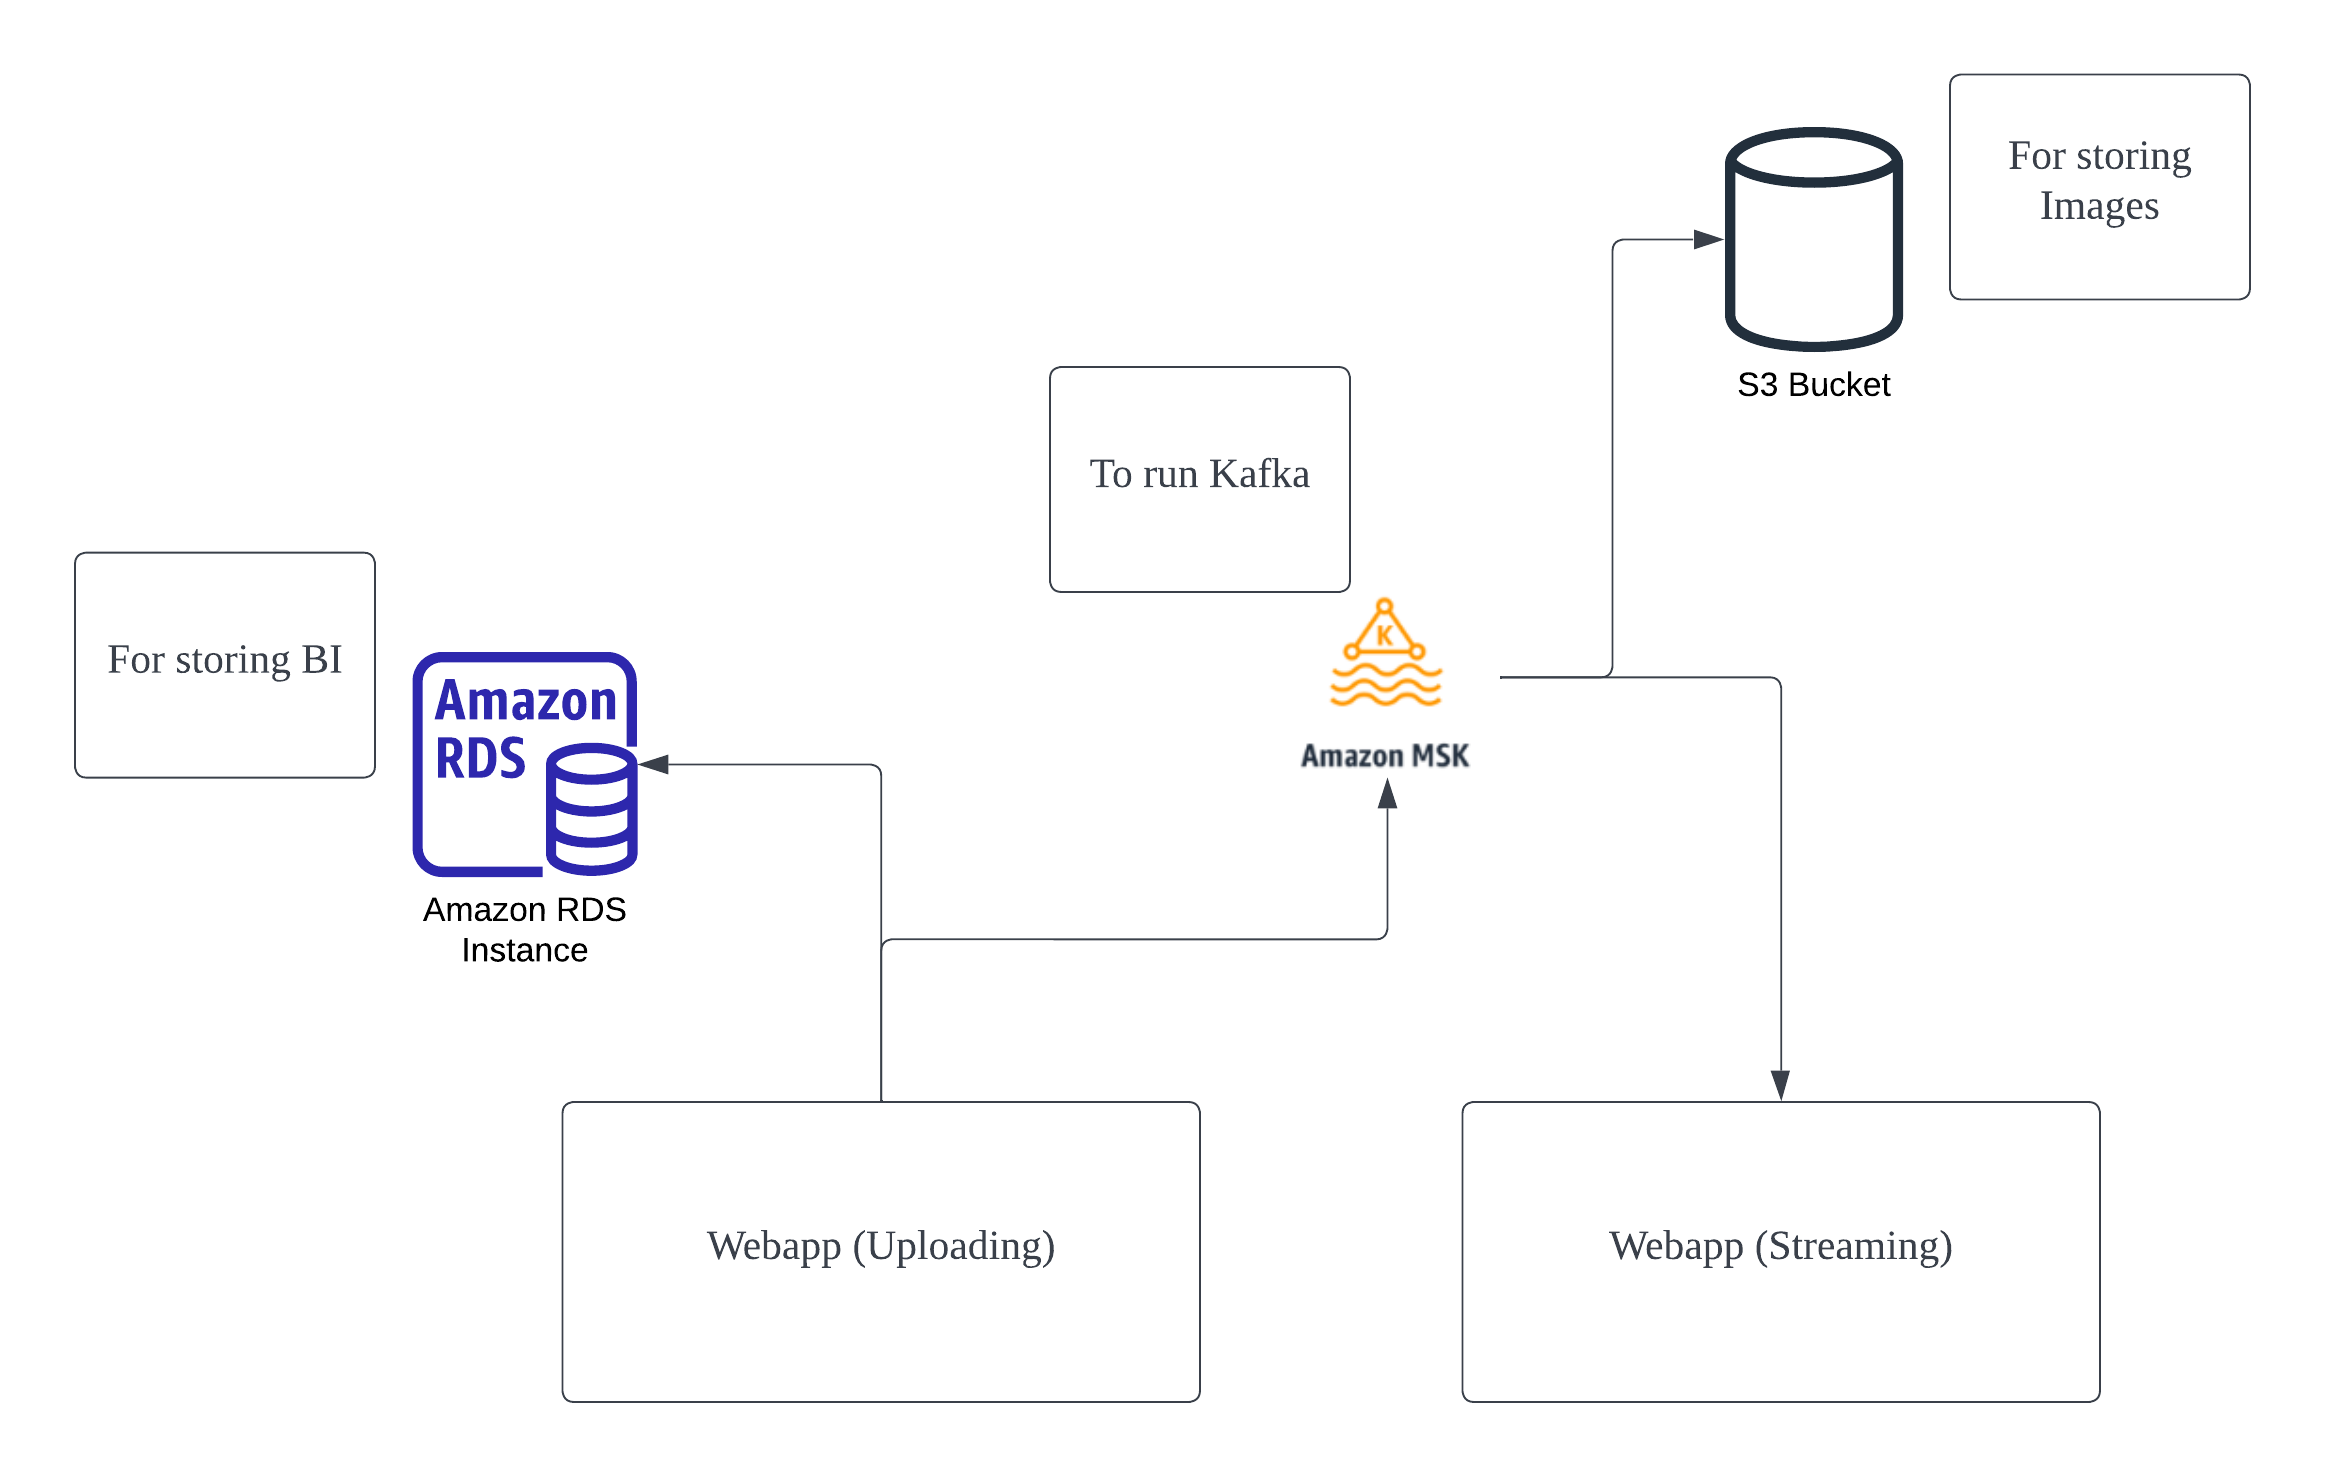 For storing
Images
S3 Bucket
To run Kafka
K
Amazon MSK
For storing BI
Amazon
RDS
Amazon RDS
Instance
Webapp (Uploading)
Webapp (Streaming)